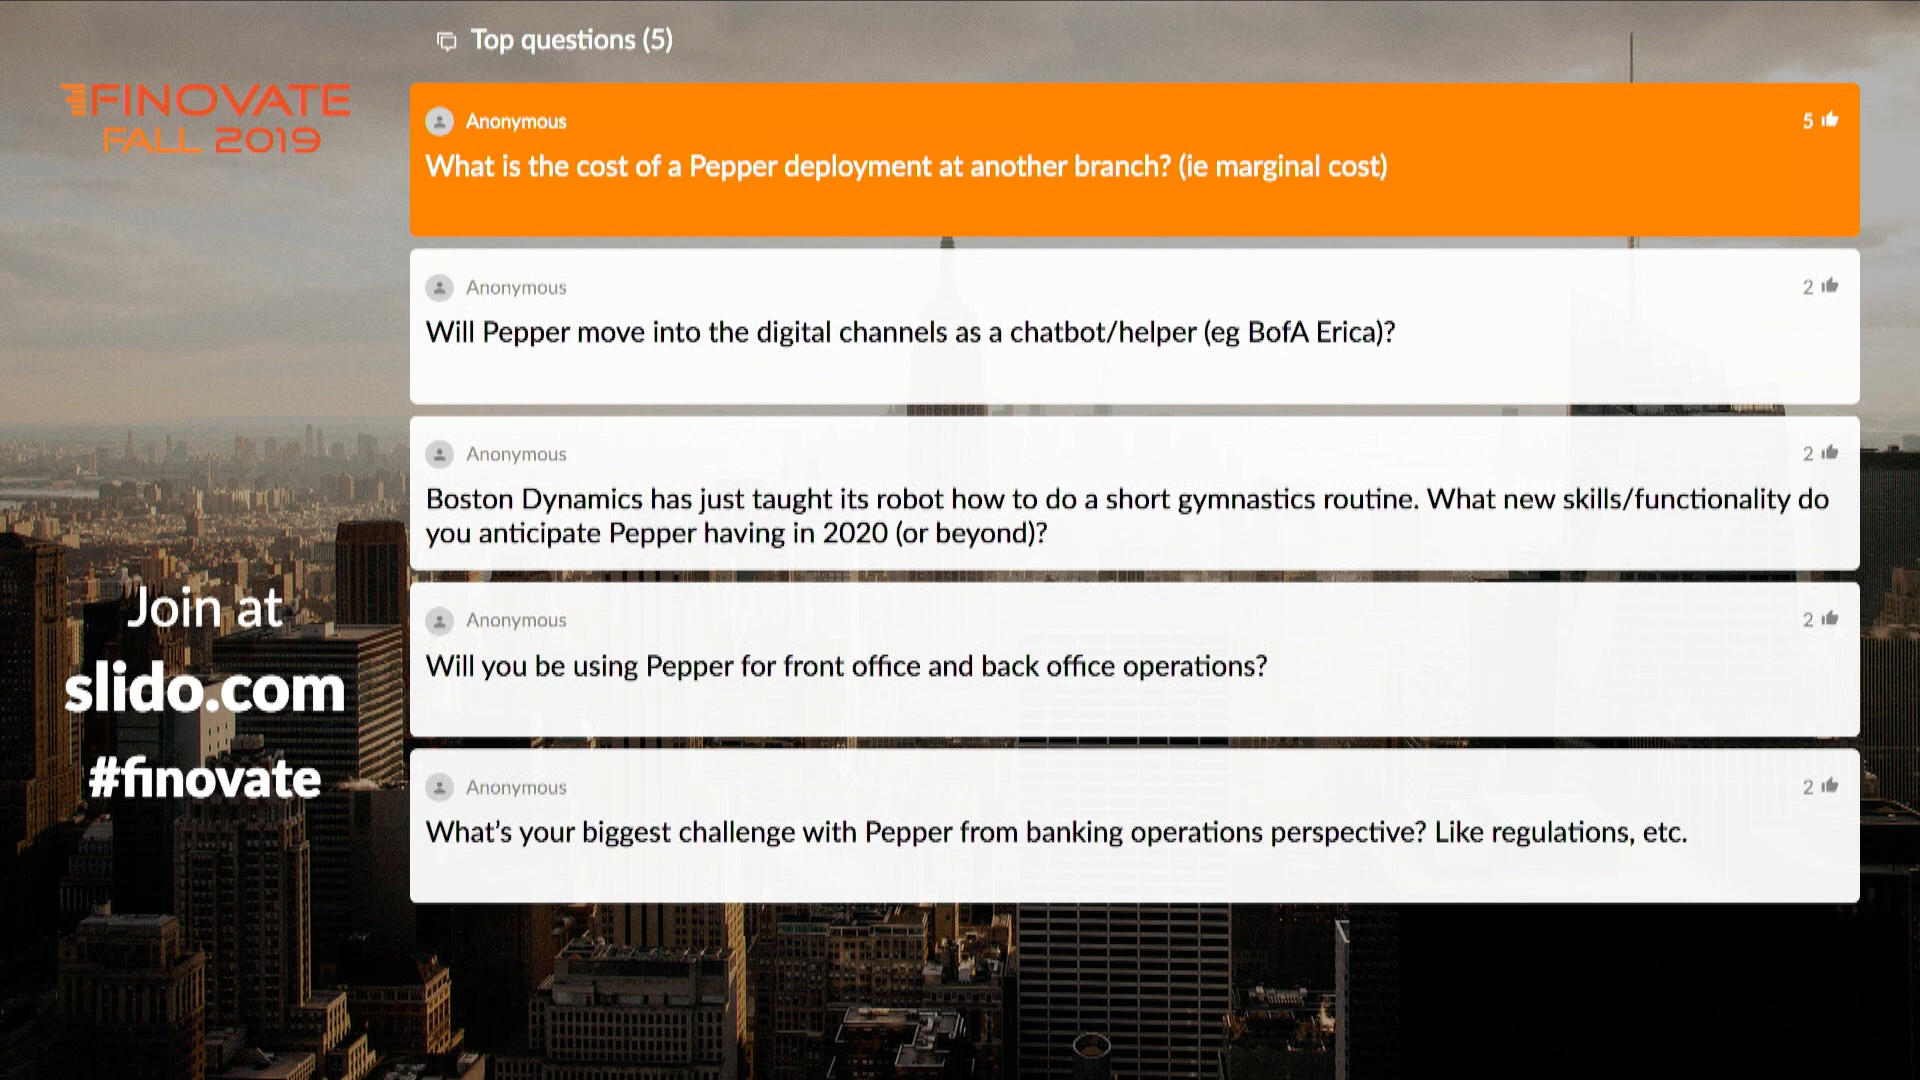 Top questions (5)
FINOVATE
FALL 2019
Anonymous
5
What is the cost of a Pepper deployment at another branch? (ie marginal cost)
Anonymous
2
Will Pepper move into the digital channels as a chatbot/helper (eg BofA Erica)?
Anonymous
2
Boston Dynamics has just taught its robot how to do a short gymnastics routine. What new skills/functionality do
you anticipate Pepper having in 2020 (or beyond)?
Anonymous
2
Will you be using Pepper for front office and back office operations?
Anonymous
2
What’s your biggest challenge with Pepper from banking operations perspective? Like regulations, etc.
Join at
slido.com
#finovate